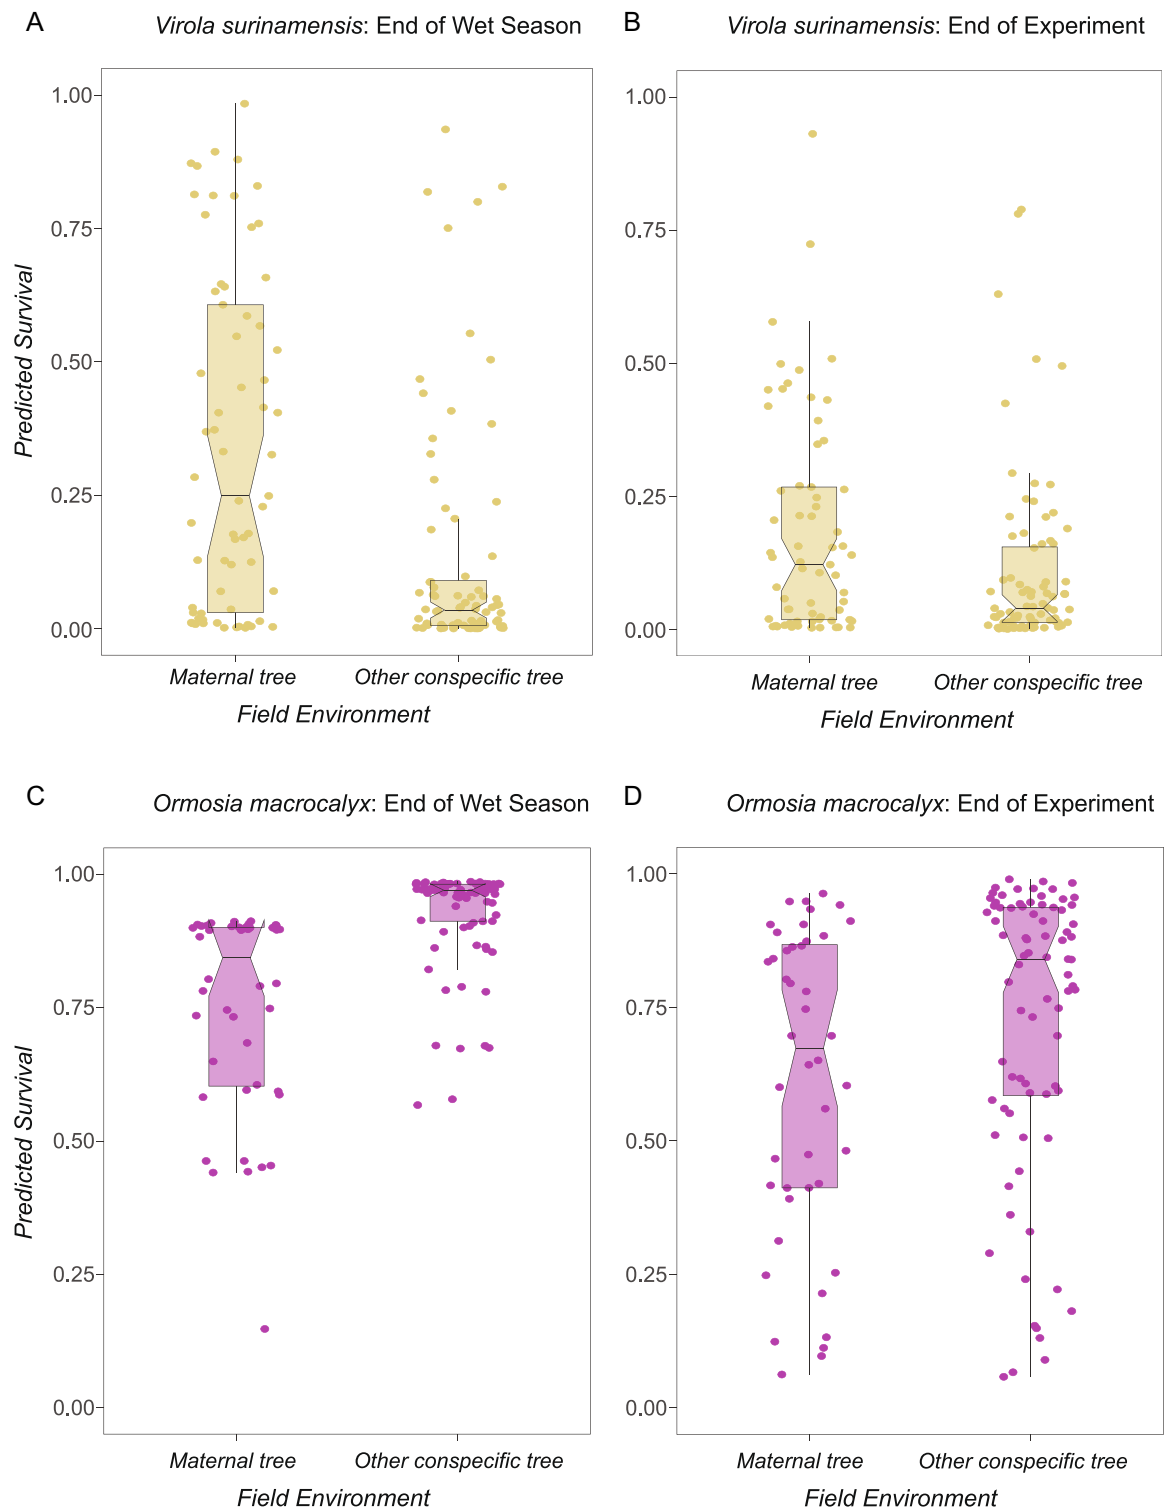 A
Virola surinamensis: End of Wet Season
Predicted Survival
1.00
0.75
0.50
0.25
0.00
Maternal tree
Other conspecific tree
Field Environment
B
Virola surinamensis: End of Experiment
1.00
0.75
0.50
0.25
0.00
Maternal tree
Other conspecific tree
Field Environment
C
Ormosia macrocalyx: End of Wet Season
Predicted Survival
1.00
0.75
0.50
0.25
0.00
Maternal tree
Other conspecific tree
Field Environment
D
Ormosia macrocalyx: End of Experiment
1.00
0.75
0.50
0.25
0.00
Maternal tree
Other conspecific tree
Field Environment